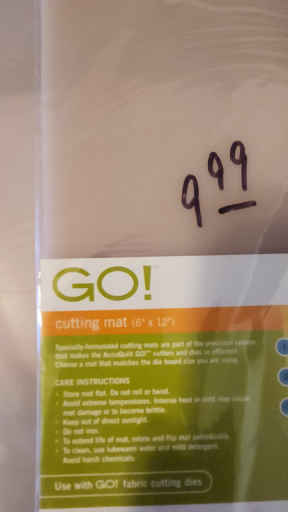 9 99
GO!
cutting mat (6" x 12")
Specially-formulated cutting mats are part of the precision system
that makes the AccuQuilt GO!™ cutters and dies so effective.
Choose a mat that matches the die board size you are using.
CARE INSTRUCTIONS
• Store mat flat. Do not roll or bend.
• Avoid extreme temperatures. Intense heat or cold may cause
mat damage or to become brittle.
• Keep out of direct sunlight.
• Do not iron.
• To extend life of mat, rotate and flip mat periodically.
• To clean, use lukewarm water and mild detergent.
Avoid harsh chemicals.
Use with GO! fabric cutting dies